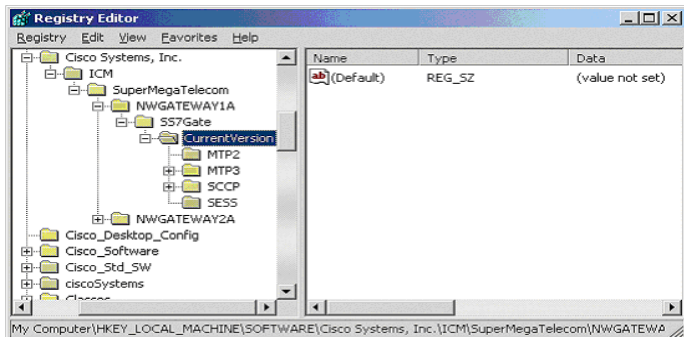 Registry Editor
Registry Edit View Favorites Help
Cisco Systems, Inc.
ICM
SuperMegaTelecom
NWGATEWAY1A
SS7Gate
CurrentVersion
MTP2
MTP3
SCCP
SESS
NWGATEWAY2A
Cisco_Desktop_Config
Cisco_Software
Cisco_Std_SW
ciscoSystems
Classes
Name Type Data
ab (Default) REG_SZ (value not set)
My Computer\HKEY_LOCAL_MACHINE\SOFTWARE\Cisco Systems, Inc.\ICM\SuperMegaTelecom\NWGATEWA